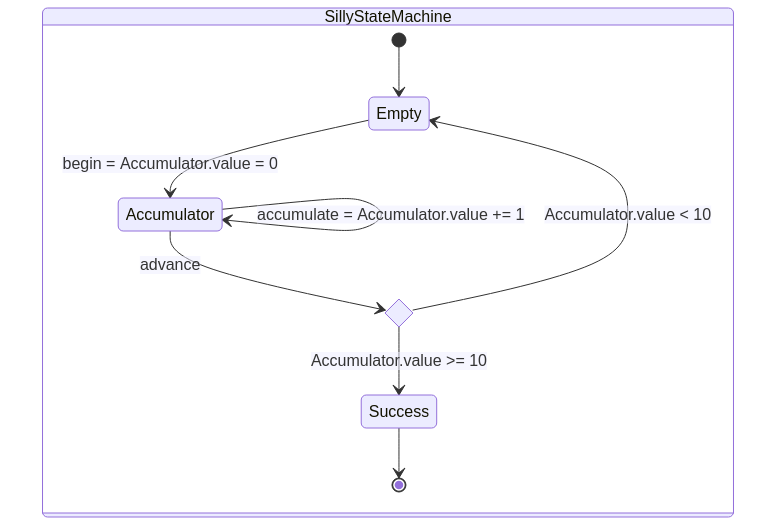 SillyStateMachine
Empty
begin = Accumulator.value = 0
Accumulator
accumulate = Accumulator.value += 1
Accumulator.value < 10
advance
Accumulator.value >= 10
Success